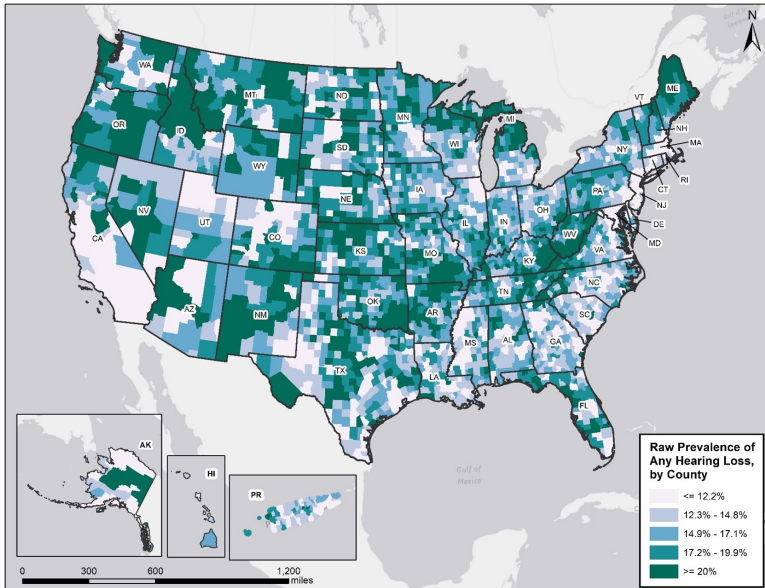 N
Gulf of
WA
MT
ND
MN
VT
ME
OR
ID
SD
WI
MI
NH
MA
WY
NY
IA
RI
NE
PA
CT
NV
OH
NJ
UT
IL
IN
CO
DE
CA
KS
MO
WV
MD
KY
VA
TN
NC
AZ
NM
OK
AR
SC
MS
AL
GA
TX
LA
FL
AK
HI
PR
Gulf of
Mexico
Raw Prevalence of
Any Hearing Loss,
by County
<= 12.2%
12.3% - 14.8%
14.9% - 17.1%
17.2% - 19.9%
>= 20%
0 300 600 1,200
miles